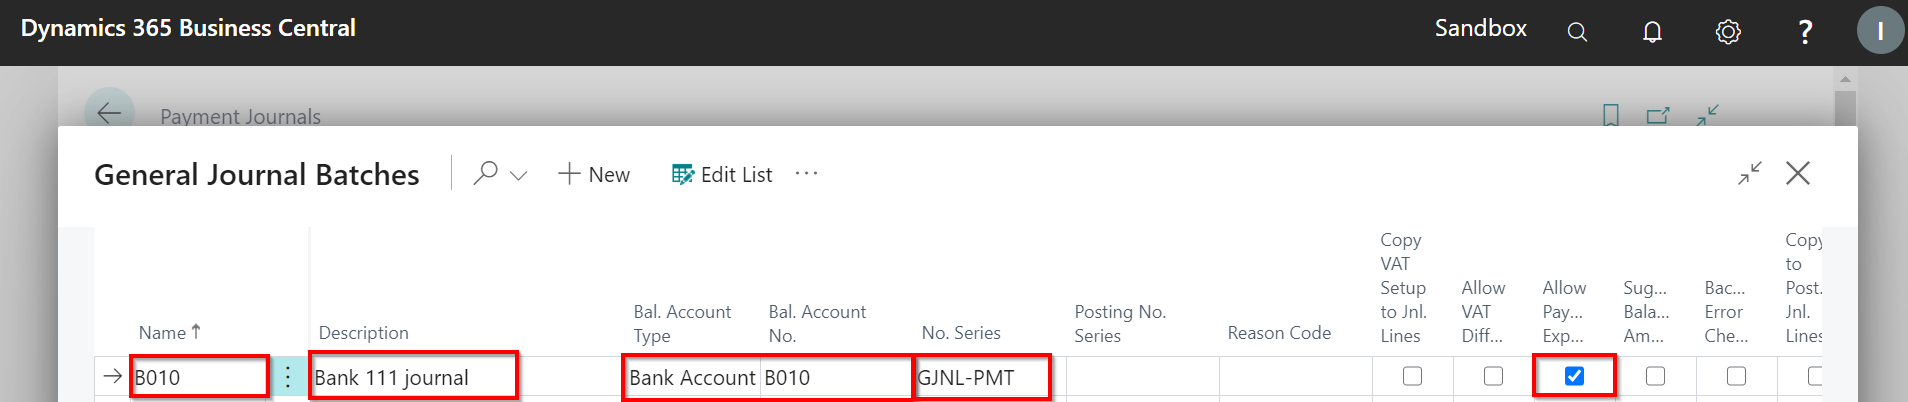 Dynamics 365 Business Central
Sandbox
?
I
Payment Journals
General Journal Batches
New
Edit List
Name
Description
Bal. Account
Type
Bal. Account
No.
No. Series
Posting No.
Series
Reason Code
Copy
VAT
Setup
to Jnl.
Lines
Allow
VAT
Diff...
Allow
Pay...
Exp...
Sug...
Bala...
Am...
Bac...
Error
Che...
Copy
to
Post.
Jnl.
Lines
B010
Bank 111 journal
Bank Account
B010
GJNL-PMT